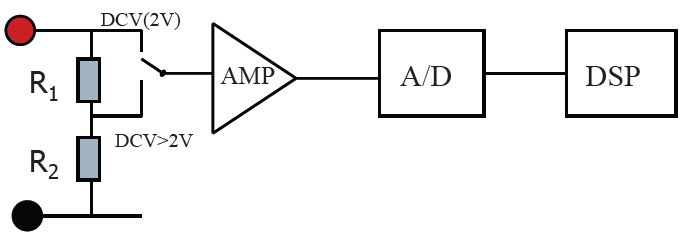 DCV(2V)
R1
AMP
A/D
DSP
DCV>2V
R2